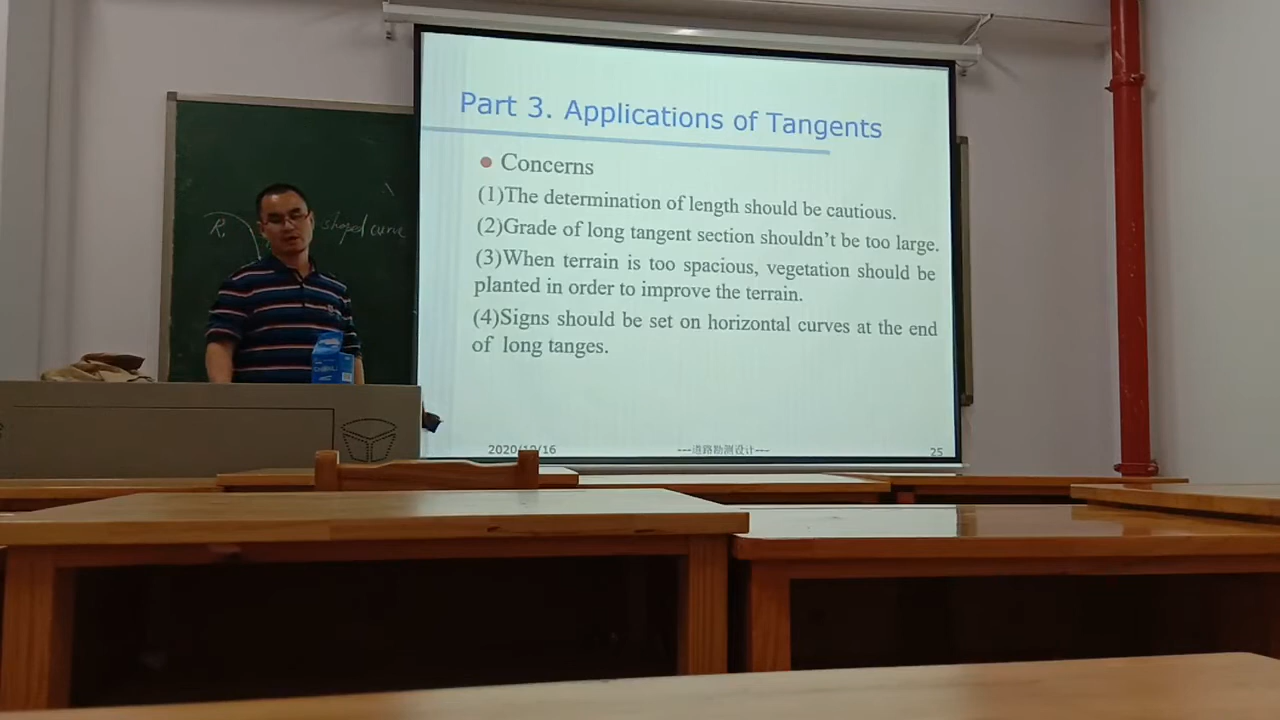 Part 3. Applications of Tangents
Concerns
(1)The determination of length should be cautious.
(2)Grade of long tangent section shouldn't be too large.
(3)When terrain is too spacious, vegetation should be
planted in order to improve the terrain.
(4)Signs should be set on horizontal curves at the end
of long tanges.
2020/12/16
---道路勘测设计---
25
R
shaped curve